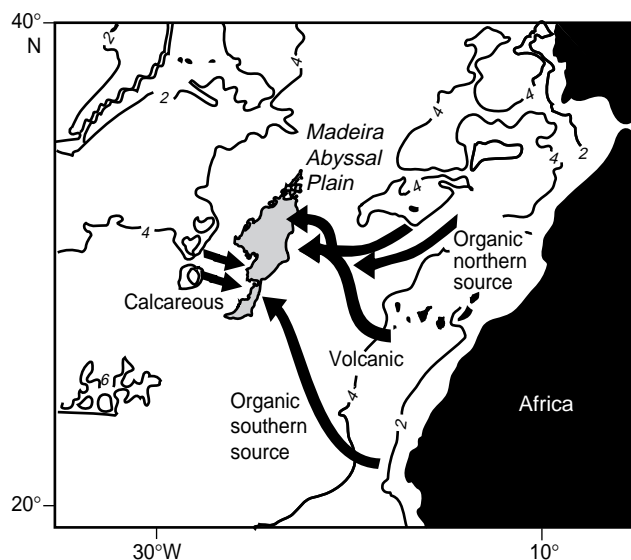 40°
N
2
2
4
4
4
4
2
Madeira
Abyssal
Plain
4
4
Organic
northern
source
Calcareous
Volcanic
6
4
2
Organic
southern
source
Africa
20°
30°W
10°